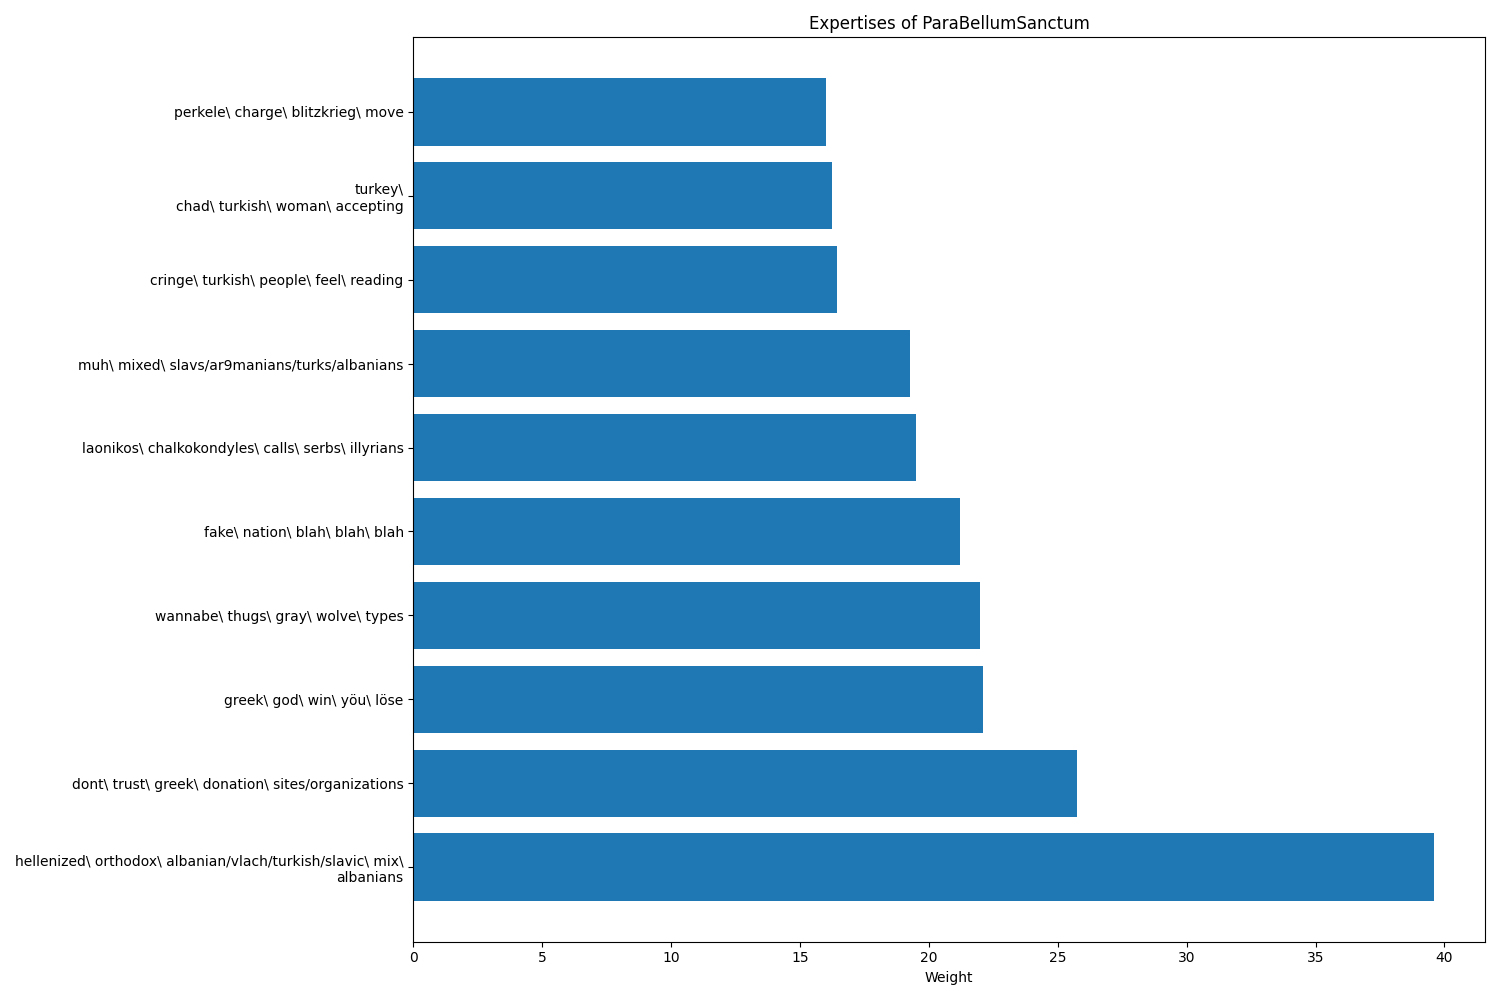 Expertises of ParaBellumSanctum
perkele\ charge\ blitzkrieg\ move
turkey\
chad\ turkish\ woman\ accepting
cringe\ turkish\ people\ feel\ reading
muh\ mixed\ slavs/ar9manians/turks/albanians
laonikos\ chalkokondyles\ calls\ serbs\ illyrians
fake\ nation\ blah\ blah\ blah
wannabe\ thugs\ gray\ wolve\ types
greek\ god\ win\ yöu\ löse
dont\ trust\ greek\ donation\ sites/organizations
hellenized\ orthodox\ albanian/vlach/turkish/slavic\ mix\
albanians
0 5 10 15 20 25 30 35 40
Weight